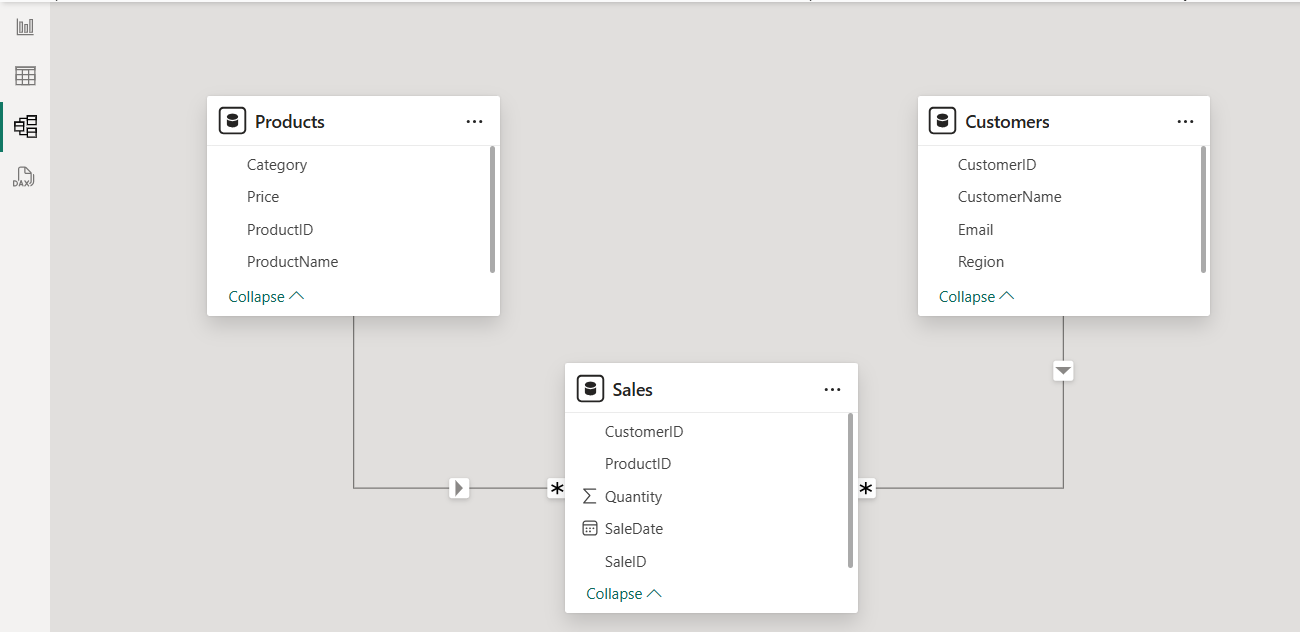 DAX
Products
...
Category
Price
ProductID
ProductName
Collapse
Customers
...
CustomerID
CustomerName
Email
Region
Collapse
Sales
...
CustomerID
ProductID
Σ Quantity
SaleDate
SaleID
Collapse
*
*